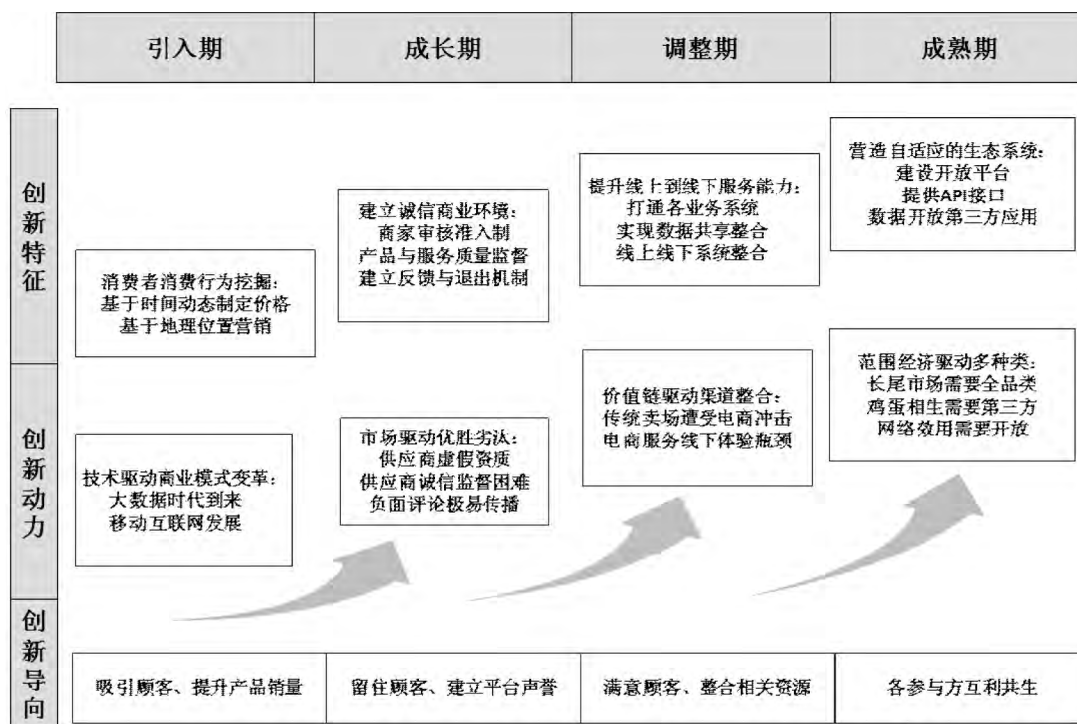 引入期
成长期
调整期
成熟期
创新特征
消费者消费行为挖掘：
基于时间动态制定价格
基于地理位置营销
建立诚信商业环境：
商家审核准入制
产品与服务质量监督
建立反馈与退出机制
提升线上到线下服务能力：
打通各业务系统
实现数据共享整合
线上线下系统整合
营造自适应的生态系统：
建设开放平台
提供API接口
数据开放第三方应用
创新动力
技术驱动商业模式变革：
大数据时代到来
移动互联网发展
市场驱动优胜劣汰：
供应商虚假资质
供应商诚信监督困难
负面评论极易传播
价值链驱动渠道整合：
传统卖场遭受电商冲击
电商服务线下体验瓶颈
范围经济驱动多种类：
长尾市场需要全品类
鸡蛋相生需要第三方
网络效用需要开放
创新导向
吸引顾客、提升产品销量
留住顾客、建立平台声誉
满意顾客、整合相关资源
各参与方互利共生